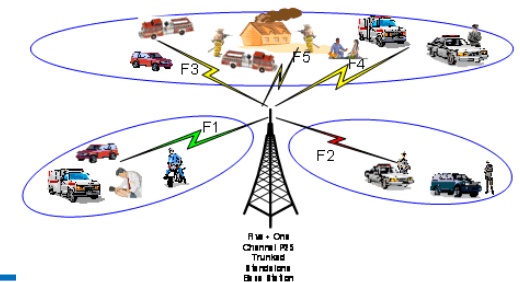 F5
F3
F4
F1
F2
Five + One
Channel P25
Trunked
Standalone
Base Station